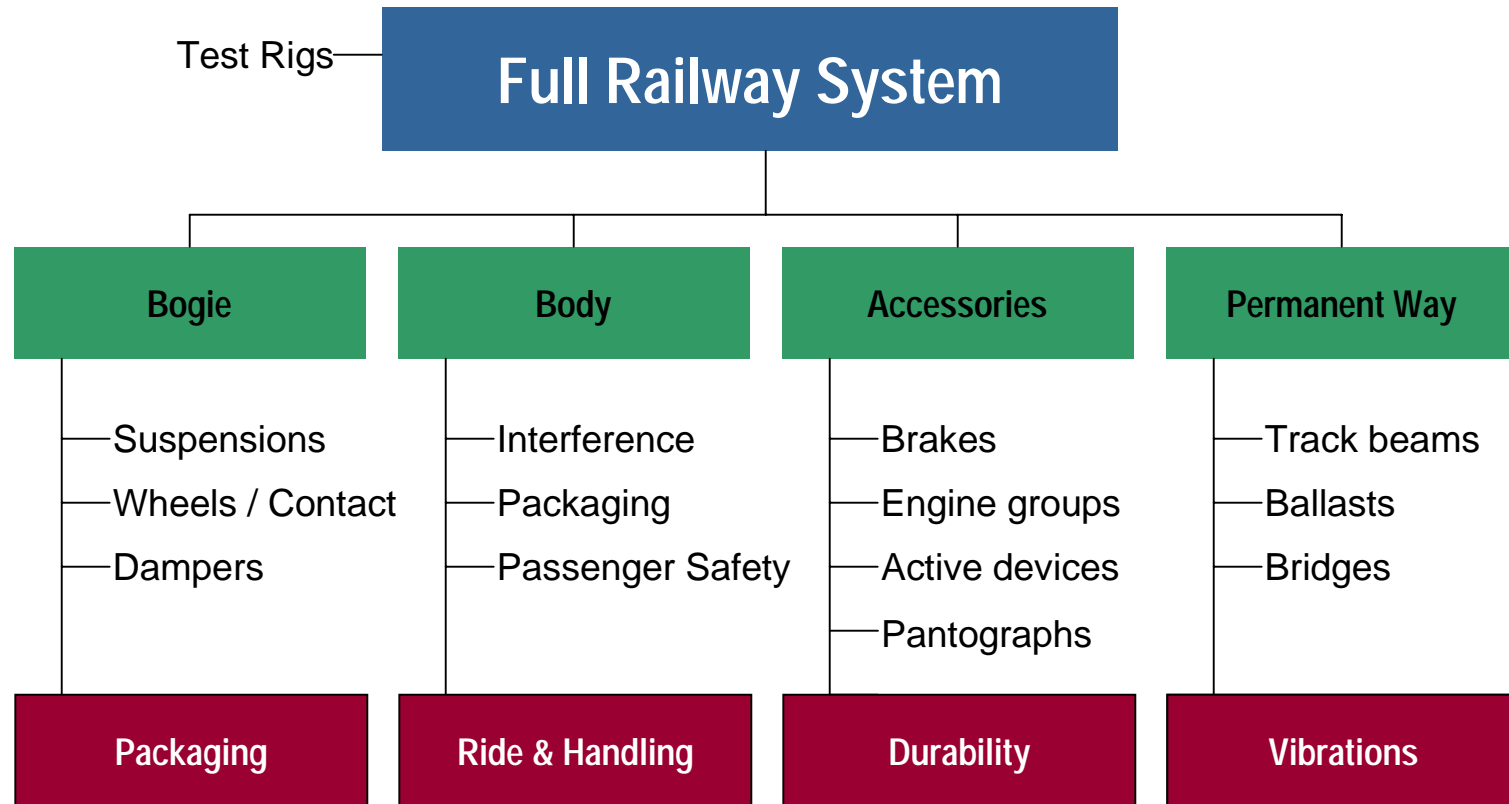 Test Rigs
Full Railway System
Bogie
Suspensions
Wheels / Contact
Dampers
Packaging
Body
Interference
Packaging
Passenger Safety
Ride & Handling
Accessories
Brakes
Engine groups
Active devices
Pantographs
Durability
Permanent Way
Track beams
Ballasts
Bridges
Vibrations